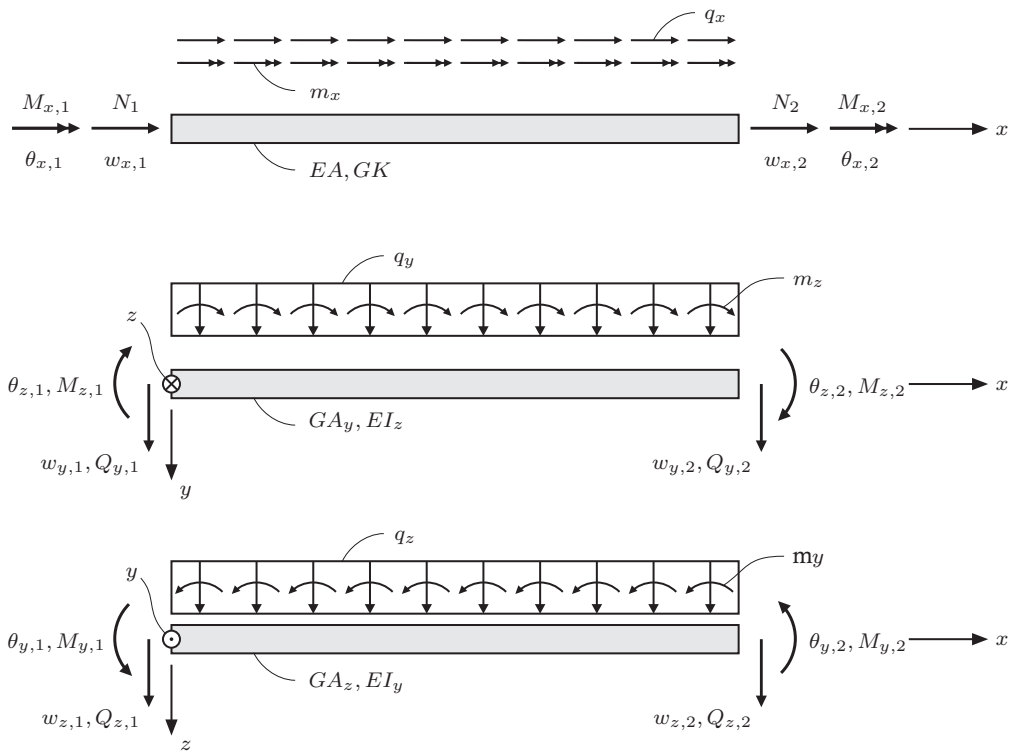 q_x
m_x
M_{x,1} N_1 N_2 M_{x,2}
x
θ_{x,1} w_{x,1} w_{x,2} θ_{x,2}
EA, GK
q_y
m_z
z
θ_{z,1}, M_{z,1} θ_{z,2}, M_{z,2} x
GA_y, EI_z
w_{y,1}, Q_{y,1} w_{y,2}, Q_{y,2}
y
q_z
my
y
θ_{y,1}, M_{y,1} θ_{y,2}, M_{y,2} x
GA_z, EI_y
w_{z,1}, Q_{z,1} w_{z,2}, Q_{z,2}
z